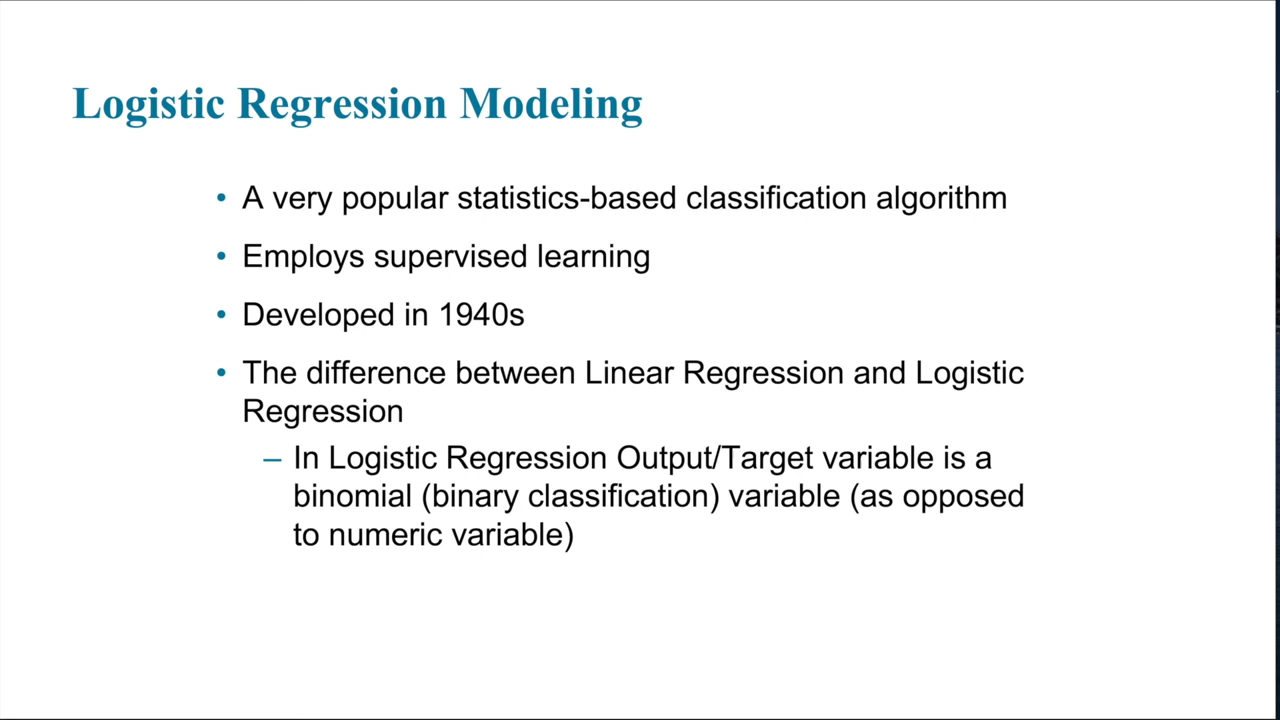 Logistic Regression Modeling
• A very popular statistics-based classification algorithm
• Employs supervised learning
• Developed in 1940s
• The difference between Linear Regression and Logistic
Regression
– In Logistic Regression Output/Target variable is a
binomial (binary classification) variable (as opposed
to numeric variable)